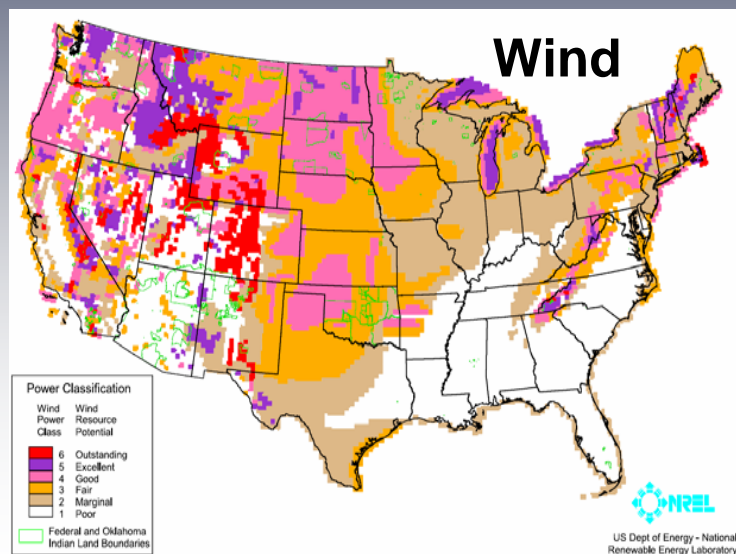 Wind
Power Classification
Wind Wind
Power Resource
Class Potential
6 Outstanding
5 Excellent
4 Good
3 Fair
2 Marginal
1 Poor
Federal and Oklahoma
Indian Land Boundaries
NREL
US Dept of Energy - National
Renewable Energy Laboratory